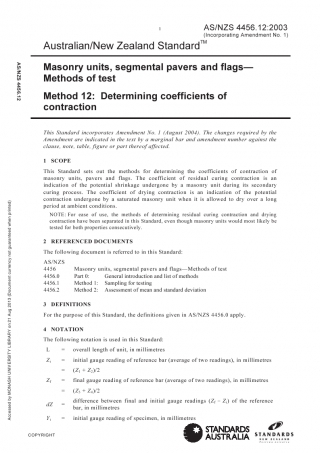 1
AS/NZS 4456.12:2003
(Incorporating Amendment No. 1)
Australian/New Zealand Standard™
Masonry units, segmental pavers and flags—
Methods of test
Method 12: Determining coefficients of
contraction
This Standard incorporates Amendment No. 1 (August 2004). The changes required by the
Amendment are indicated in the text by a marginal bar and amendment number against the
clause, note, table, figure or part thereof affected.
1 SCOPE
This Standard sets out the methods for determining the coefficients of contraction of
masonry units, pavers and flags. The coefficient of residual curing contraction is an
indication of the potential shrinkage undergone by a masonry unit during its secondary
curing process. The coefficient of drying contraction is an indication of the potential
contraction undergone by a saturated masonry unit when it is allowed to dry over a long
period at ambient conditions.
NOTE: For ease of use, the methods of determining residual curing contraction and drying
contraction have been separated in this Standard, even though masonry units would most likely be
tested for both properties consecutively.
2 REFERENCED DOCUMENTS
The following document is referred to in this Standard:
AS/NZS
4456 Masonry units, segmental pavers and flags—Methods of test
4456.0 Part 0: General introduction and list of methods
4456.1 Method 1: Sampling for testing
4456.2 Method 2: Assessment of mean and standard deviation
3 DEFINITIONS
For the purpose of this Standard, the definitions given in AS/NZS 4456.0 apply.
4 NOTATION
The following notation is used in this Standard:
L = overall length of unit, in millimetres
Z₁ = initial gauge reading of reference bar (average of two readings), in millimetres
= (Z₁ + Z₂)/2
= final gauge reading of reference bar (average of two readings), in millimetres
= (Z₁ + Z₂)/2
dZ = difference between final and initial gauge readings of the reference
bar, in millimetres
= initial gauge reading of specimen, in millimetres
COPYRIGHT
STANDARDS
AUSTRALIA
STANDARDS
NEW ZEALAND
AS/NZS 4456.12
Accessed by MONASH UNIVERSITY LIBRARY on 21 Aug 2013 (Document currency not guaranteed when printed)